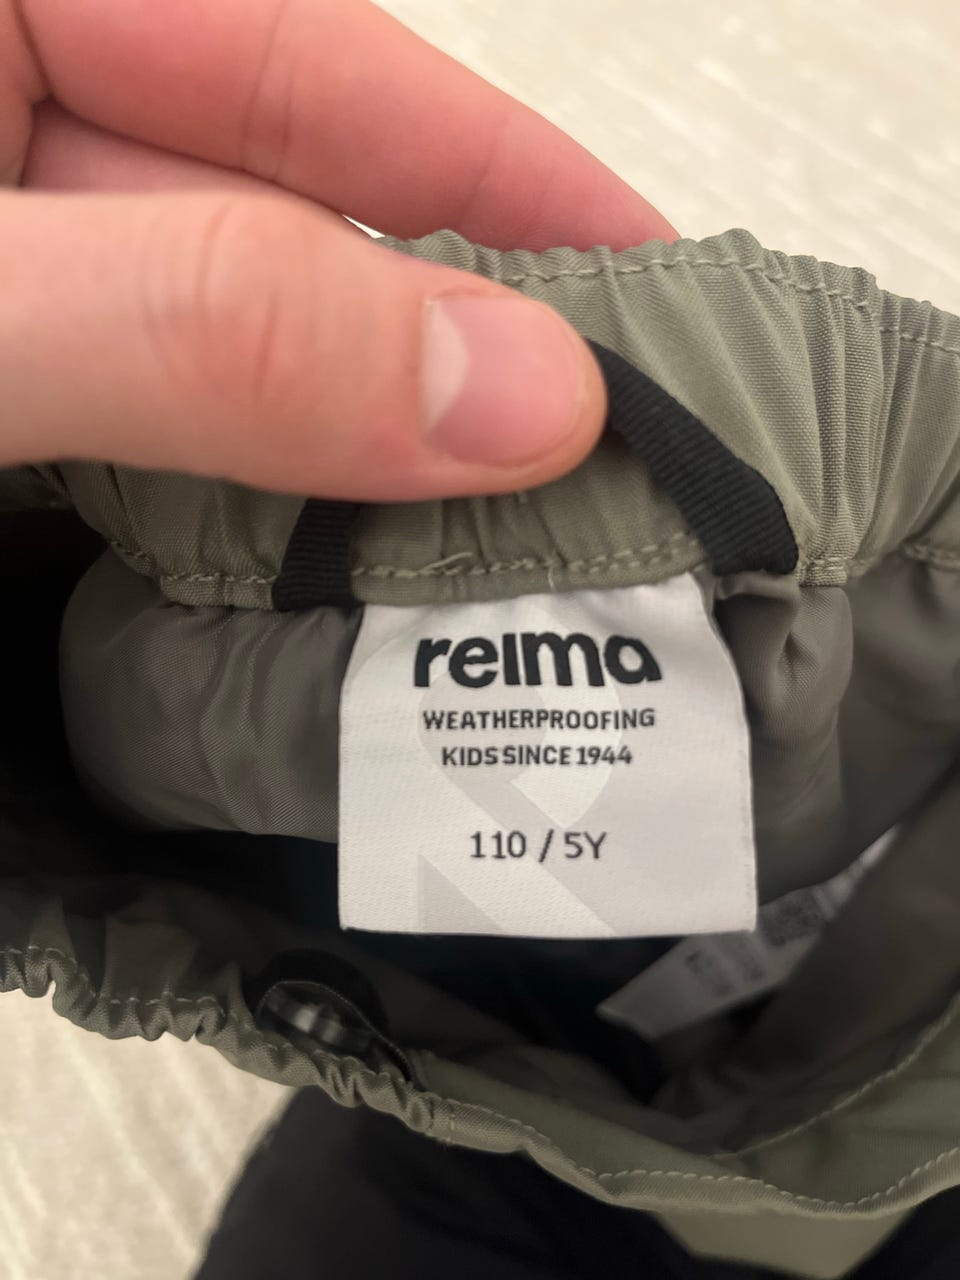 reima
WEATHERPROOFING
KIDS SINCE 1944
110 / 5Y